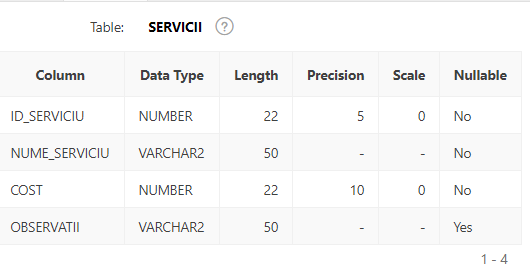 Table: SERVICII ?
Column Data Type Length Precision Scale Nullable
ID_SERVICIU NUMBER 22 5 0 No
NUME_SERVICIU VARCHAR2 50 - - No
COST NUMBER 22 10 0 No
OBSERVATII VARCHAR2 50 - - Yes
1 - 4